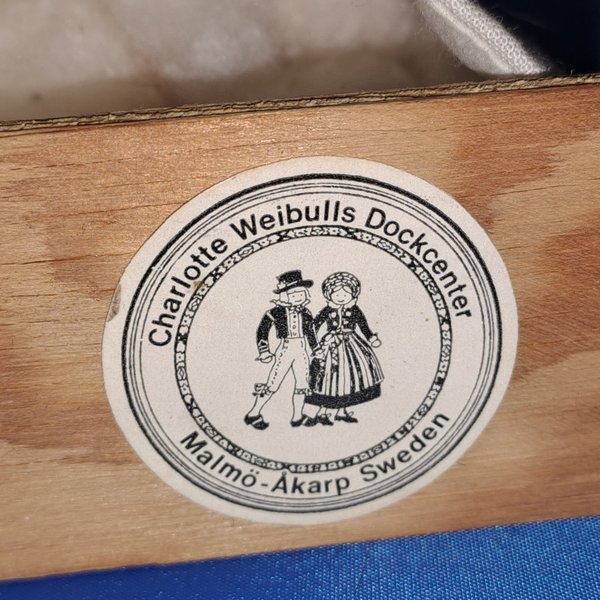 Charlotte Weibulls Dockcenter
Malmö-Åkarp Sweden